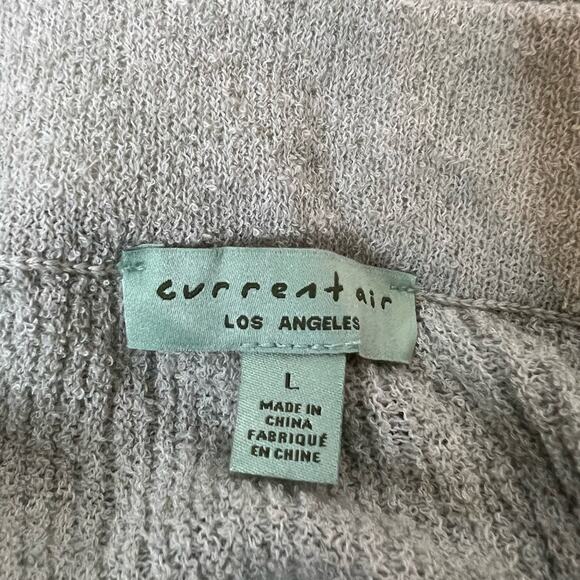 current air
LOS ANGELES
L
MADE IN
CHINA
FABRIQUÉ
EN CHINE